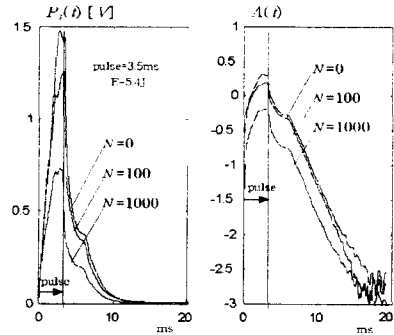 P_r(t) [V]
1.5
pulse=3.5ms
E=5.4J
N=0
1
N=100
N=1000
0.5
pulse
0
0 10 20
ms
A(t)
1
0.5
N=0
0
N=100
-0.5
N=1000
-1
pulse
-1.5
-2
-2.5
-3
0 10 20
ms